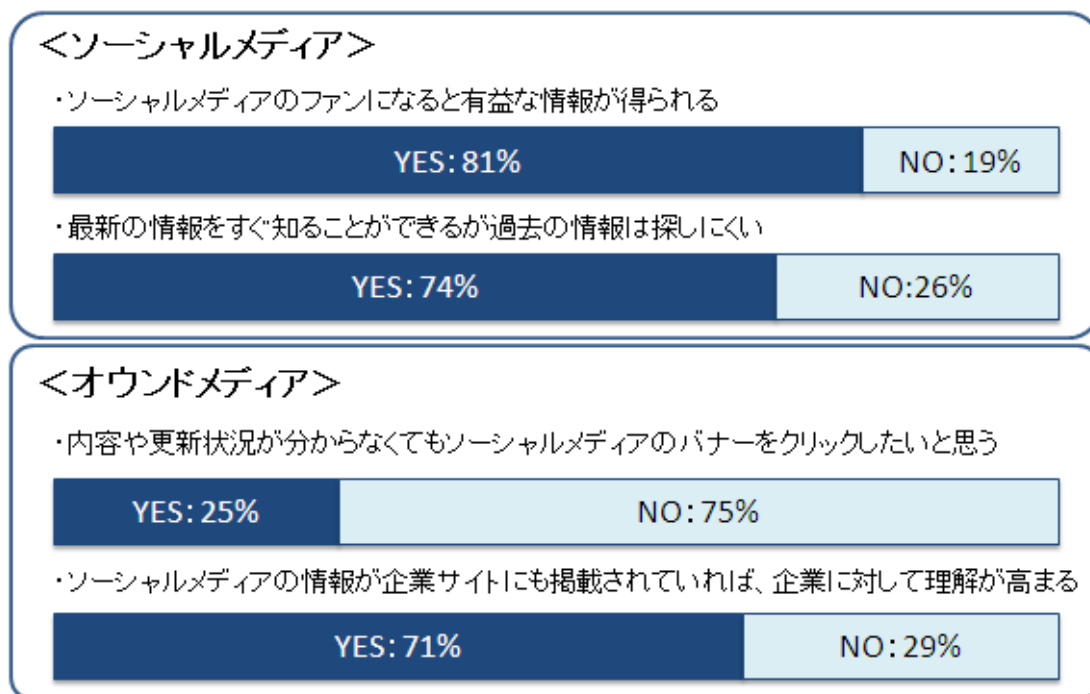 ＜ソーシャルメディア＞
・ソーシャルメディアのファンになると有益な情報が得られる
YES：81% NO：19%
・最新の情報をすぐ知ることができるが過去の情報は探しにくい
YES：74% NO:26%
＜オウンドメディア＞
・内容や更新状況が分からなくてもソーシャルメディアのバナーをクリックしたいと思う
YES：25% NO：75%
・ソーシャルメディアの情報が企業サイトにも掲載されていれば、企業に対して理解が高まる
YES：71% NO：29%